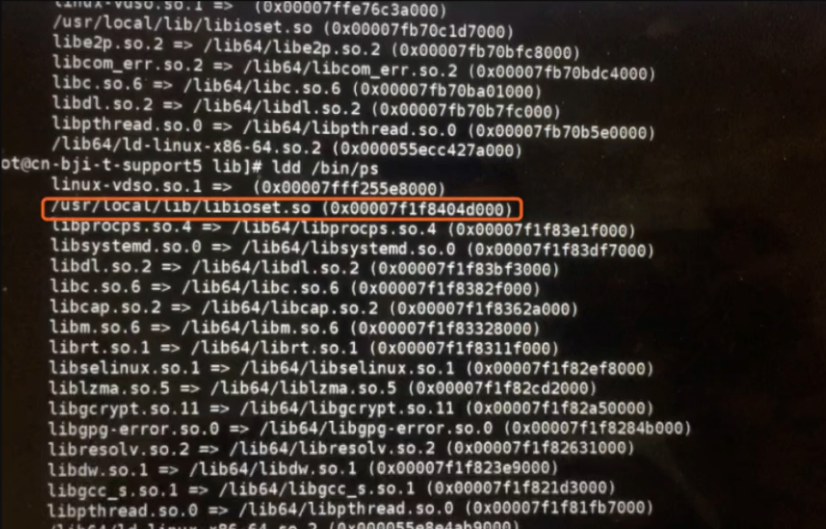 linux-vdso.so.1 => (0x00007ffe76c3a000)
/usr/local/lib/libioset.so (0x00007fb70c1d7000)
libe2p.so.2 => /lib64/libe2p.so.2 (0x00007fb70bfc8000)
libcom_err.so.2 => /lib64/libcom_err.so.2 (0x00007fb70bdc4000)
libc.so.6 => /lib64/libc.so.6 (0x00007fb70ba01000)
libdl.so.2 => /lib64/libdl.so.2 (0x00007fb70b7fc000)
libpthread.so.0 => /lib64/libpthread.so.0 (0x00007fb70b5e0000)
/lib64/ld-linux-x86-64.so.2 (0x000055ecc427a000)
ot@cn-bji-t-support5 lib]# ldd /bin/ps
linux-vdso.so.1 => (0x00007fff255e8000)
/usr/local/lib/libioset.so (0x00007f1f8404d000)
libprocps.so.4 => /lib64/libprocps.so.4 (0x00007f1f83e1f000)
libsystemd.so.0 => /lib64/libsystemd.so.0 (0x00007f1f83df7000)
libdl.so.2 => /lib64/libdl.so.2 (0x00007f1f83bf3000)
libc.so.6 => /lib64/libc.so.6 (0x00007f1f8382f000)
libcap.so.2 => /lib64/libcap.so.2 (0x00007f1f8362a000)
libm.so.6 => /lib64/libm.so.6 (0x00007f1f83328000)
librt.so.1 => /lib64/librt.so.1 (0x00007f1f8311f000)
libselinux.so.1 => /lib64/libselinux.so.1 (0x00007f1f82ef8000)
liblzma.so.5 => /lib64/liblzma.so.5 (0x00007f1f82cd2000)
libgcrypt.so.11 => /lib64/libgcrypt.so.11 (0x00007f1f82a50000)
libgpg-error.so.0 => /lib64/libgpg-error.so.0 (0x00007f1f8284b000)
libresolv.so.2 => /lib64/libresolv.so.2 (0x00007f1f82631000)
libdw.so.1 => /lib64/libdw.so.1 (0x00007f1f823e9000)
libgcc_s.so.1 => /lib64/libgcc_s.so.1 (0x00007f1f821d3000)
libpthread.so.0 => /lib64/libpthread.so.0 (0x00007f1f81fb7000)
/lib64/ld-linux-x86-64.so.2 (0x000055e8e4ab9000)